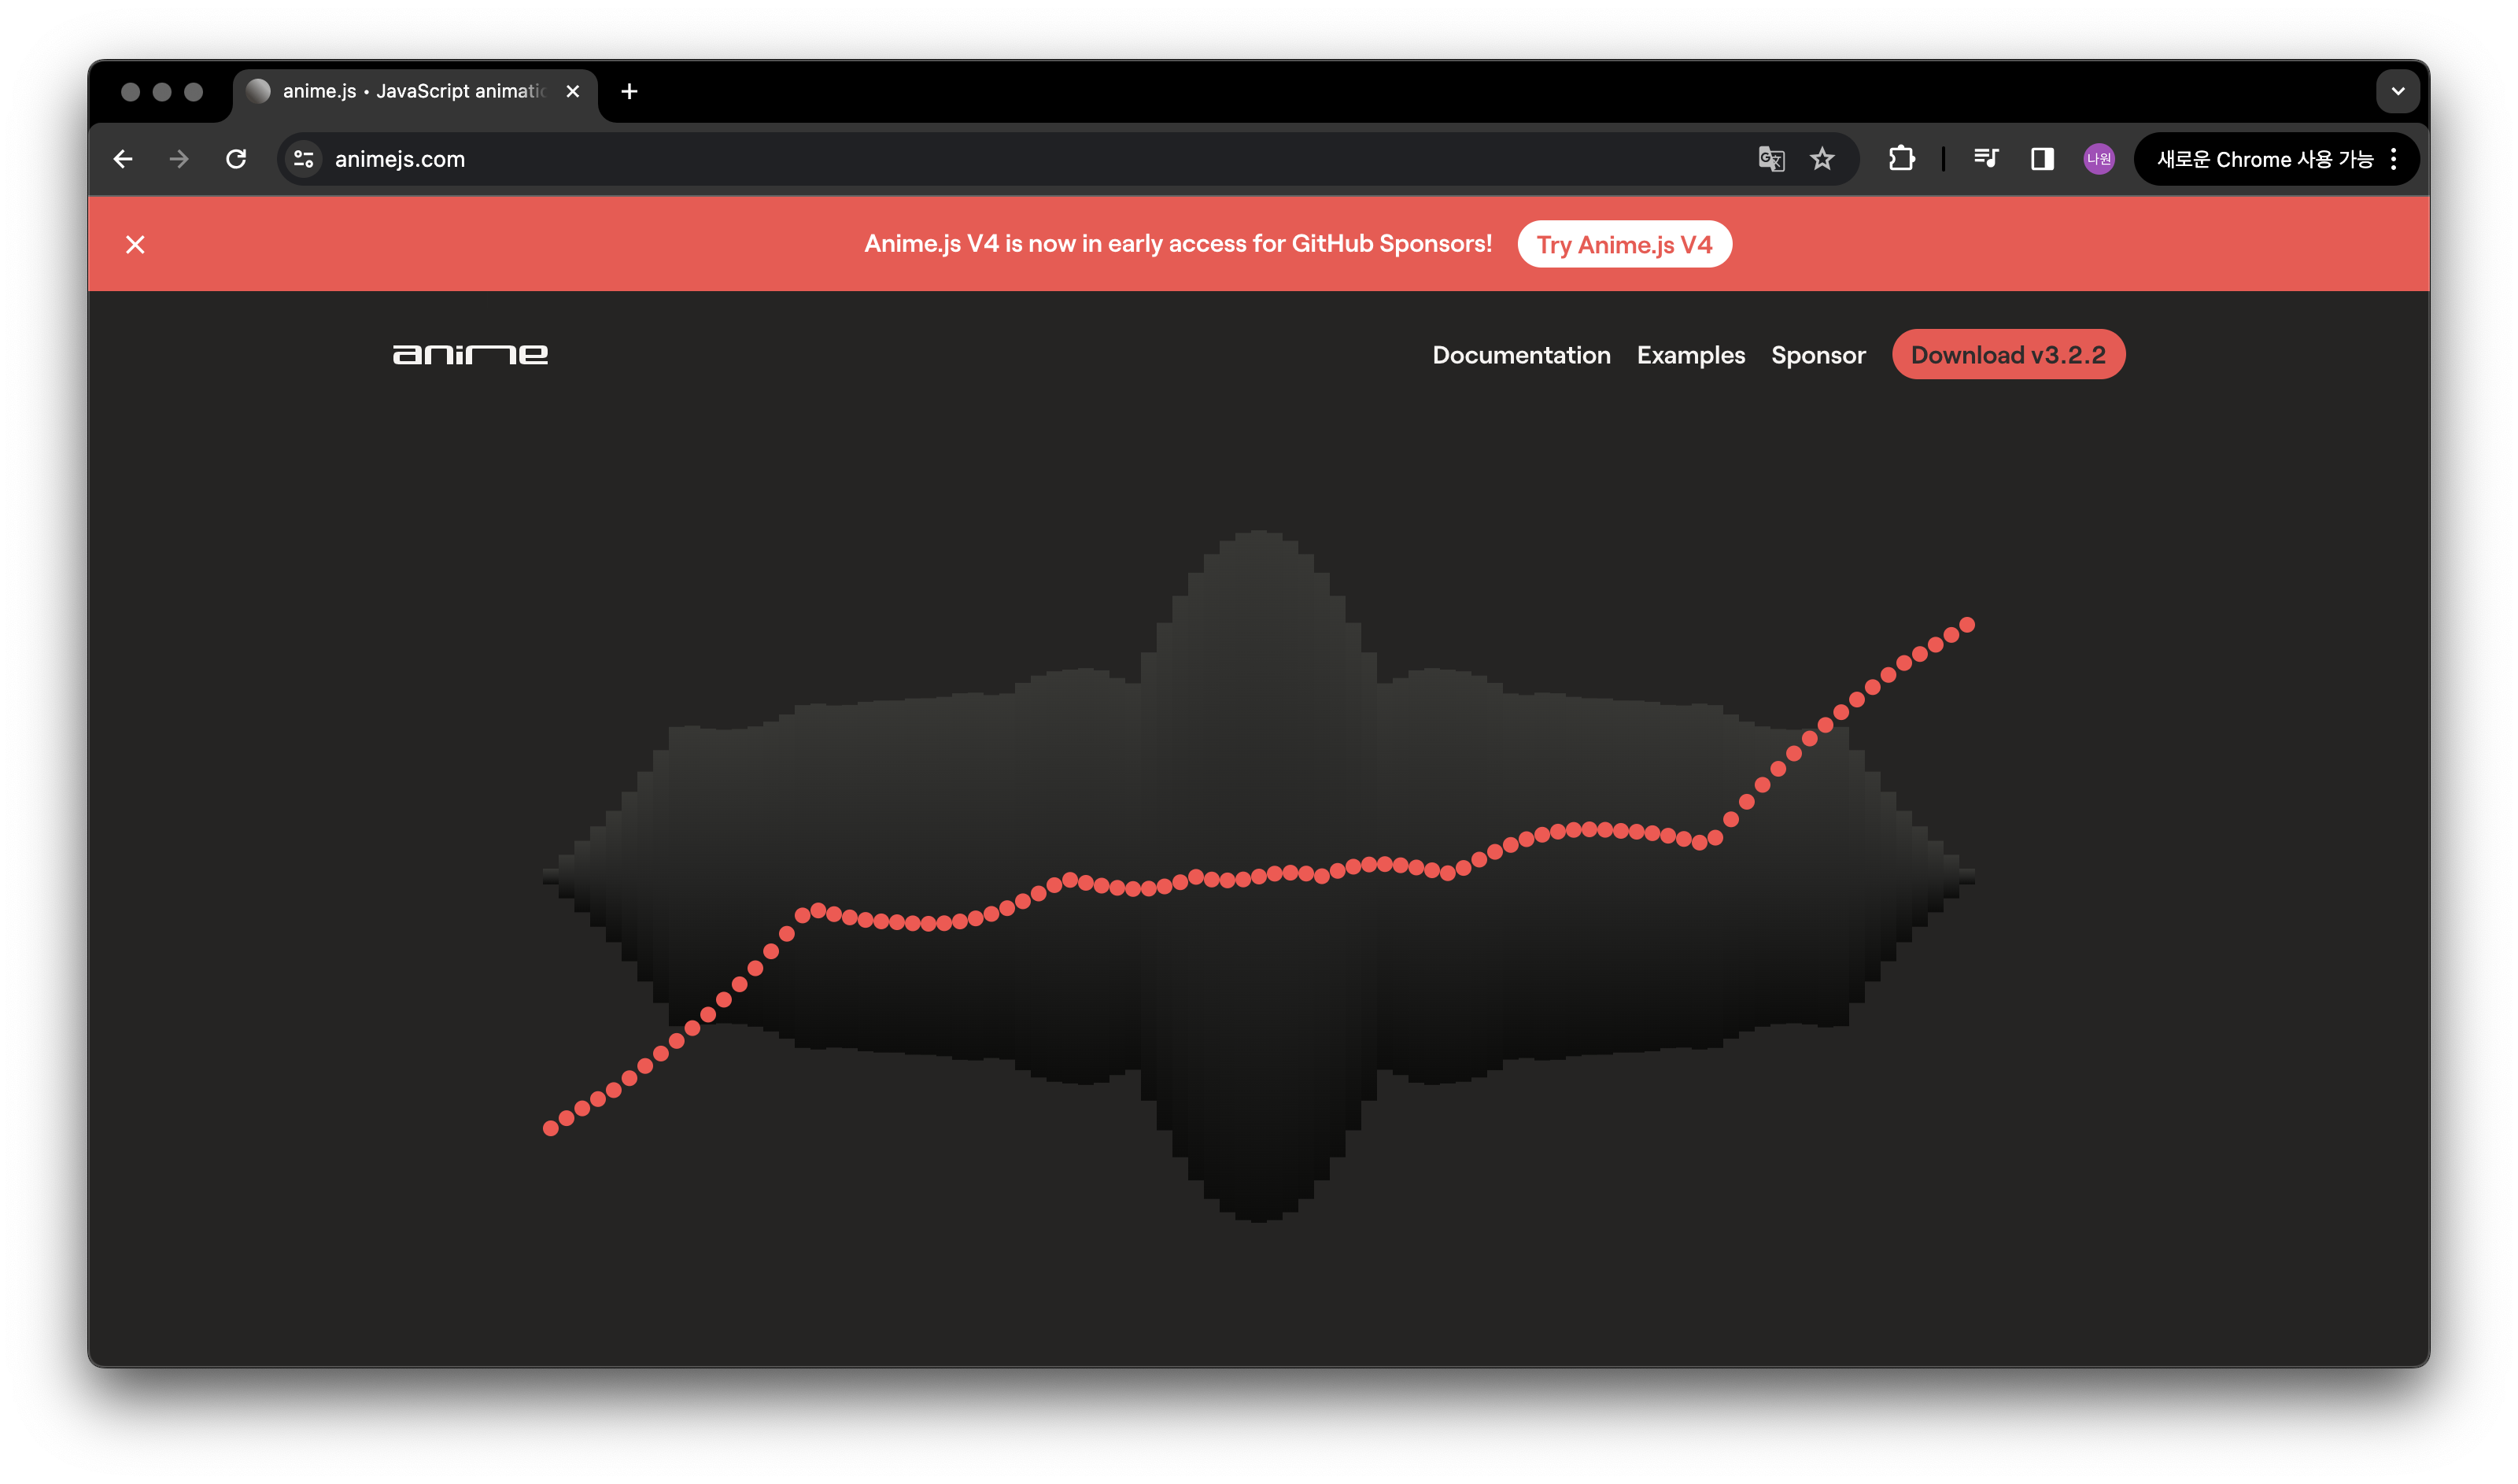 anime.js • JavaScript animatic
animejs.com
나원
새로운 Chrome 사용 가능
Anime.js V4 is now in early access for GitHub Sponsors!
Try Anime.js V4
anime
Documentation
Examples
Sponsor
Download v3.2.2